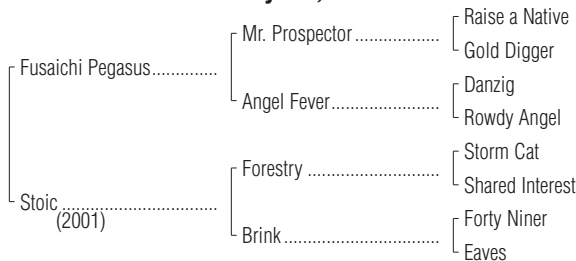 Raise a Native
Mr. Prospector..................
Gold Digger
Fusaichi Pegasus..............
Danzig
Angel Fever.......................
Rowdy Angel
Storm Cat
Forestry ............................
Shared Interest
Stoic .................................
(2001)
Forty Niner
Brink.................................
Eaves